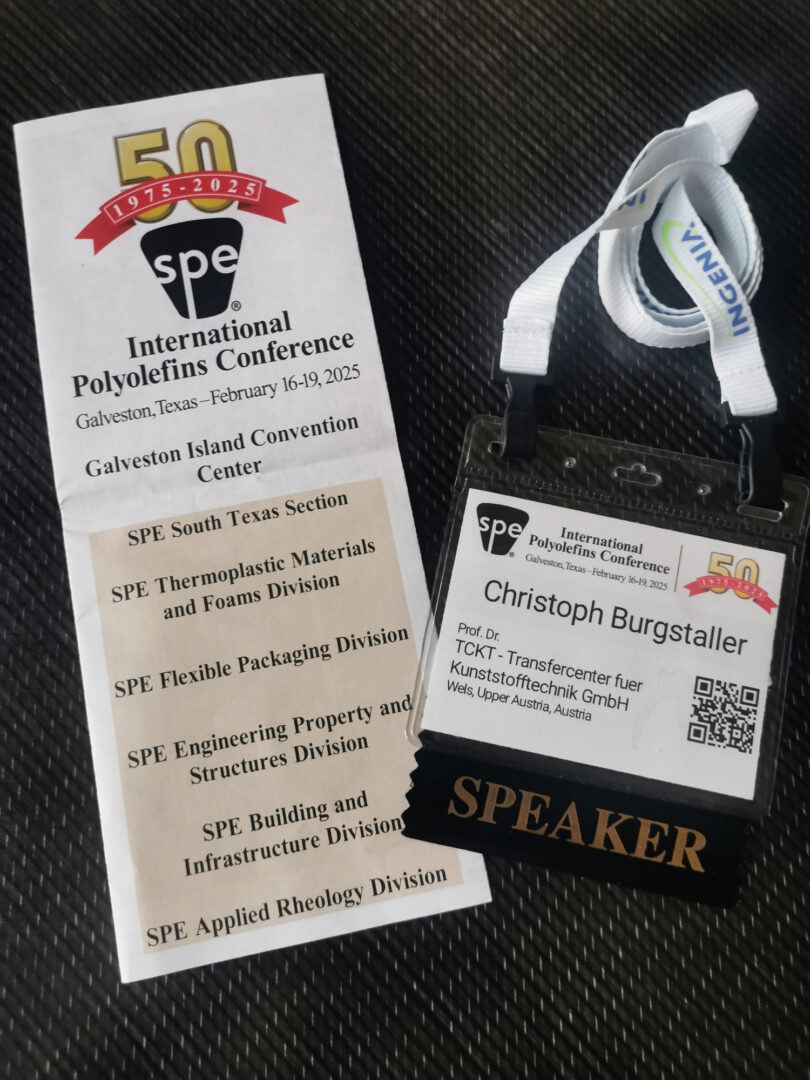 50
1975-2025
spe®
International
Polyolefins Conference
Galveston, Texas–February 16-19, 2025
Galveston Island Convention
Center
SPE South Texas Section
SPE Thermoplastic Materials
and Foams Division
SPE Flexible Packaging Division
SPE Engineering Property and
Structures Division
SPE Building and
Infrastructure Division
SPE Applied Rheology Division
INGENIA
INGENIA
spe®
International
Polyolefins Conference
Galveston, Texas–February 16-19, 2025
50
1975-2025
Christoph Burgstaller
Prof. Dr.
TCKT - Transfercenter fuer
Kunststofftechnik GmbH
Wels, Upper Austria, Austria
SPEAKER